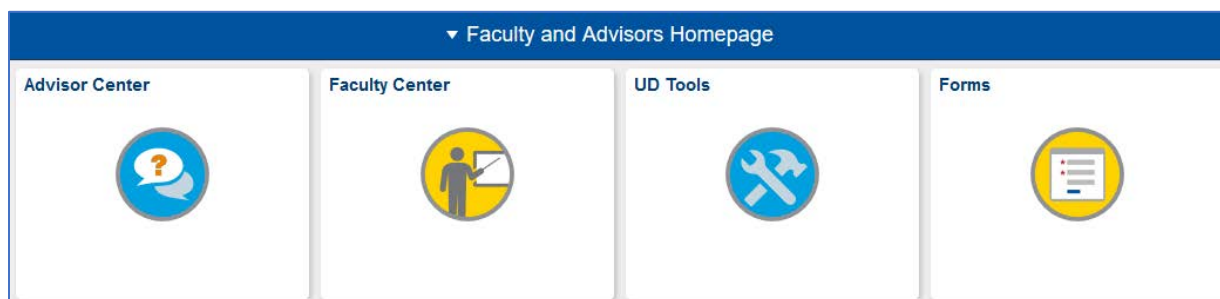 Faculty and Advisors Homepage
Advisor Center
Faculty Center
UD Tools
Forms
?